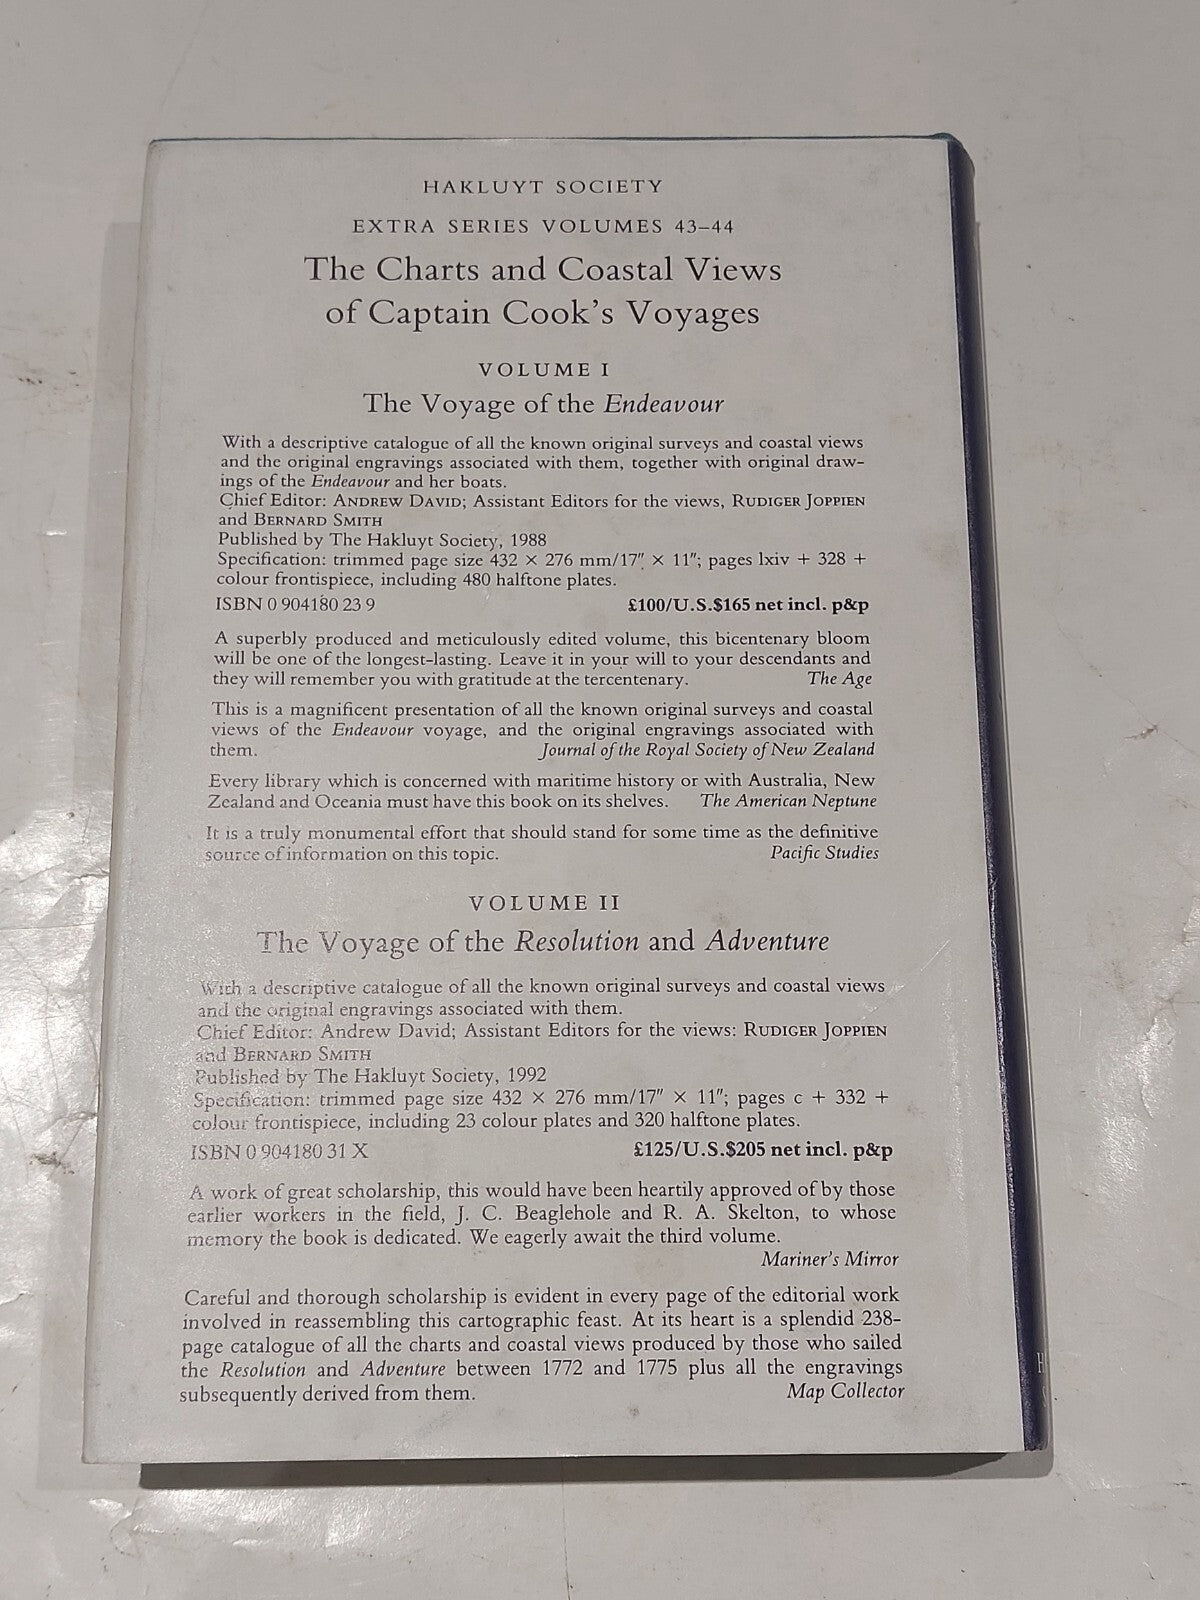 HAKLUYT SOCIETY
EXTRA SERIES VOLUMES 43–44
The Charts and Coastal Views
of Captain Cook's Voyages
VOLUME I
The Voyage of the Endeavour
With a descriptive catalogue of all the known original surveys and coastal views
and the original engravings associated with them, together with original draw-
ings of the Endeavour and her boats.
Chief Editor: ANDREW DAVID; Assistant Editors for the views, RUDIGER JOPPIEN
and BERNARD SMITH
Published by The Hakluyt Society, 1988
Specification: trimmed page size 432 × 276 mm/17″ × 11″; pages lxiv + 328 +
colour frontispiece, including 480 halftone plates.
ISBN 0 904180 23 9 £100/U.S.$165 net incl. p&p
A superbly produced and meticulously edited volume, this bicentenary bloom
will be one of the longest-lasting. Leave it in your will to your descendants and
they will remember you with gratitude at the tercentenary. The Age
This is a magnificent presentation of all the known original surveys and coastal
views of the Endeavour voyage, and the original engravings associated with
them. Journal of the Royal Society of New Zealand
Every library which is concerned with maritime history or with Australia, New
Zealand and Oceania must have this book on its shelves. The American Neptune
It is a truly monumental effort that should stand for some time as the definitive
source of information on this topic. Pacific Studies
VOLUME II
The Voyage of the Resolution and Adventure
With a descriptive catalogue of all the known original surveys and coastal views
and the original engravings associated with them.
Chief Editor: Andrew David; Assistant Editors for the views: RUDIGER JOPPIEN
and BERNARD SMITH
Published by The Hakluyt Society, 1992
Specification: trimmed page size 432 × 276 mm/17″ × 11″; pages c + 332 +
colour frontispiece, including 23 colour plates and 320 halftone plates.
ISBN 0 904180 31 X £125/U.S.$205 net incl. p&p
A work of great scholarship, this would have been heartily approved of by those
earlier workers in the field, J. C. Beaglehole and R. A. Skelton, to whose
memory the book is dedicated. We eagerly await the third volume.
Mariner's Mirror
Careful and thorough scholarship is evident in every page of the editorial work
involved in reassembling this cartographic feast. At its heart is a splendid 238-
page catalogue of all the charts and coastal views produced by those who sailed
the Resolution and Adventure between 1772 and 1775 plus all the engravings
subsequently derived from them. Map Collector